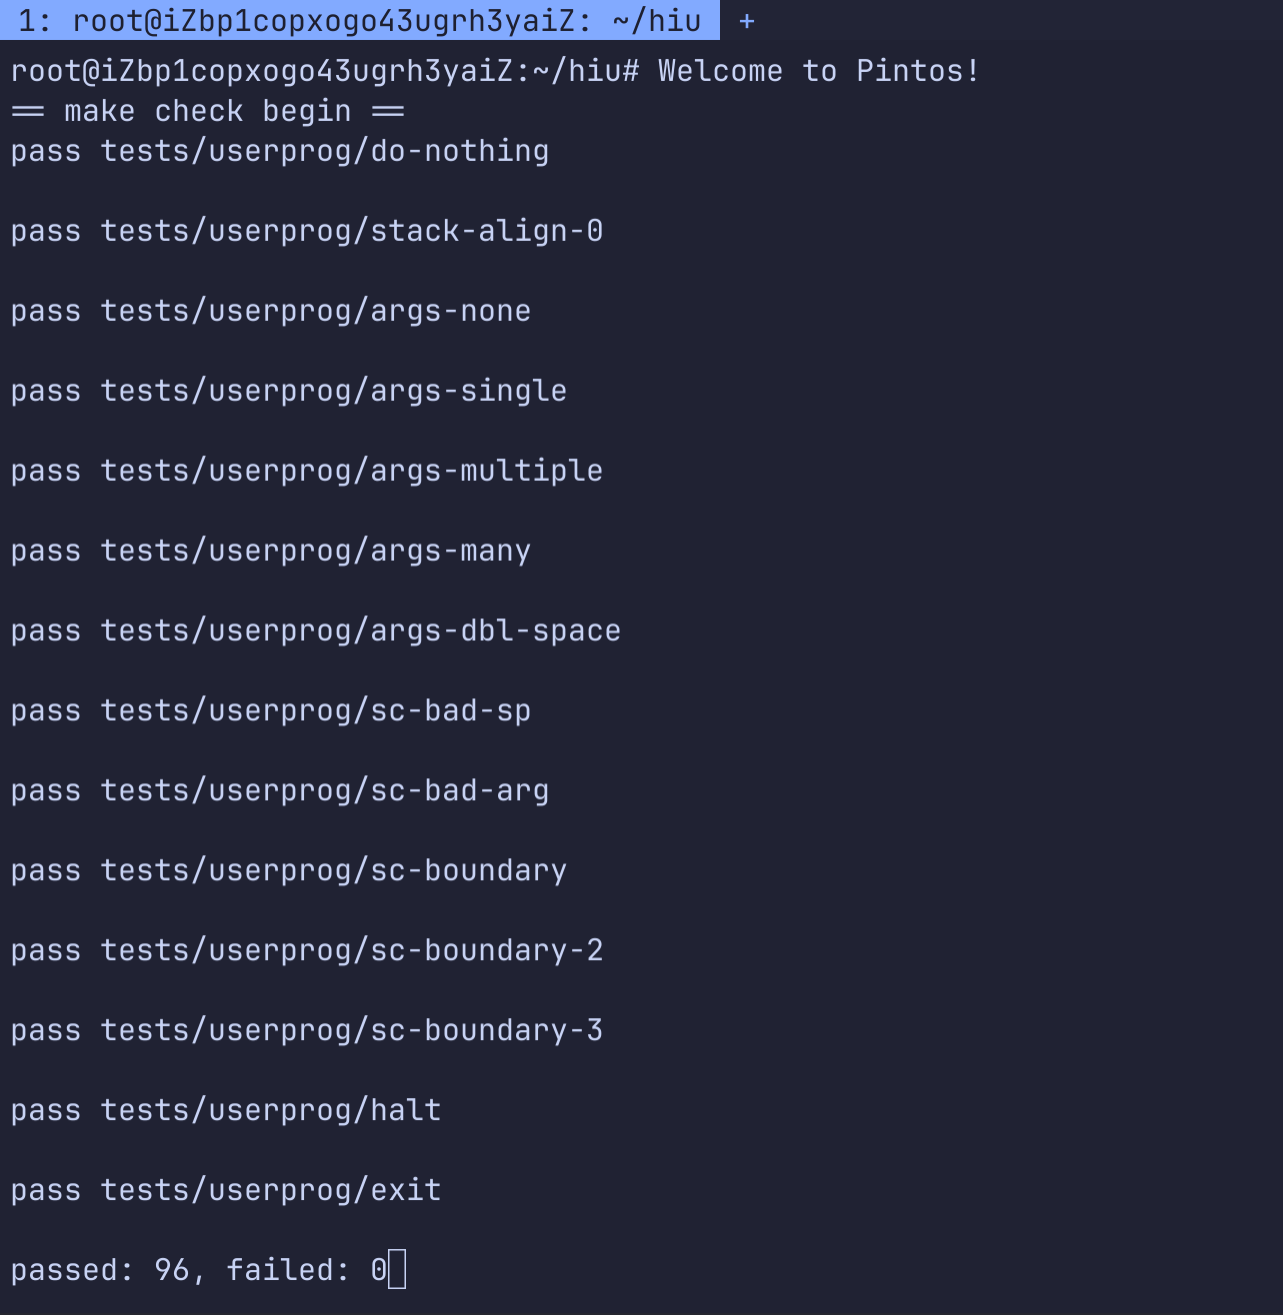 1: root@iZbp1copxogo43ugrh3yaiZ: ~/hiu +
root@iZbp1copxogo43ugrh3yaiZ:~/hiu# Welcome to Pintos!
== make check begin ==
pass tests/userprog/do-nothing
pass tests/userprog/stack-align-0
pass tests/userprog/args-none
pass tests/userprog/args-single
pass tests/userprog/args-multiple
pass tests/userprog/args-many
pass tests/userprog/args-dbl-space
pass tests/userprog/sc-bad-sp
pass tests/userprog/sc-bad-arg
pass tests/userprog/sc-boundary
pass tests/userprog/sc-boundary-2
pass tests/userprog/sc-boundary-3
pass tests/userprog/halt
pass tests/userprog/exit
passed: 96, failed: 0